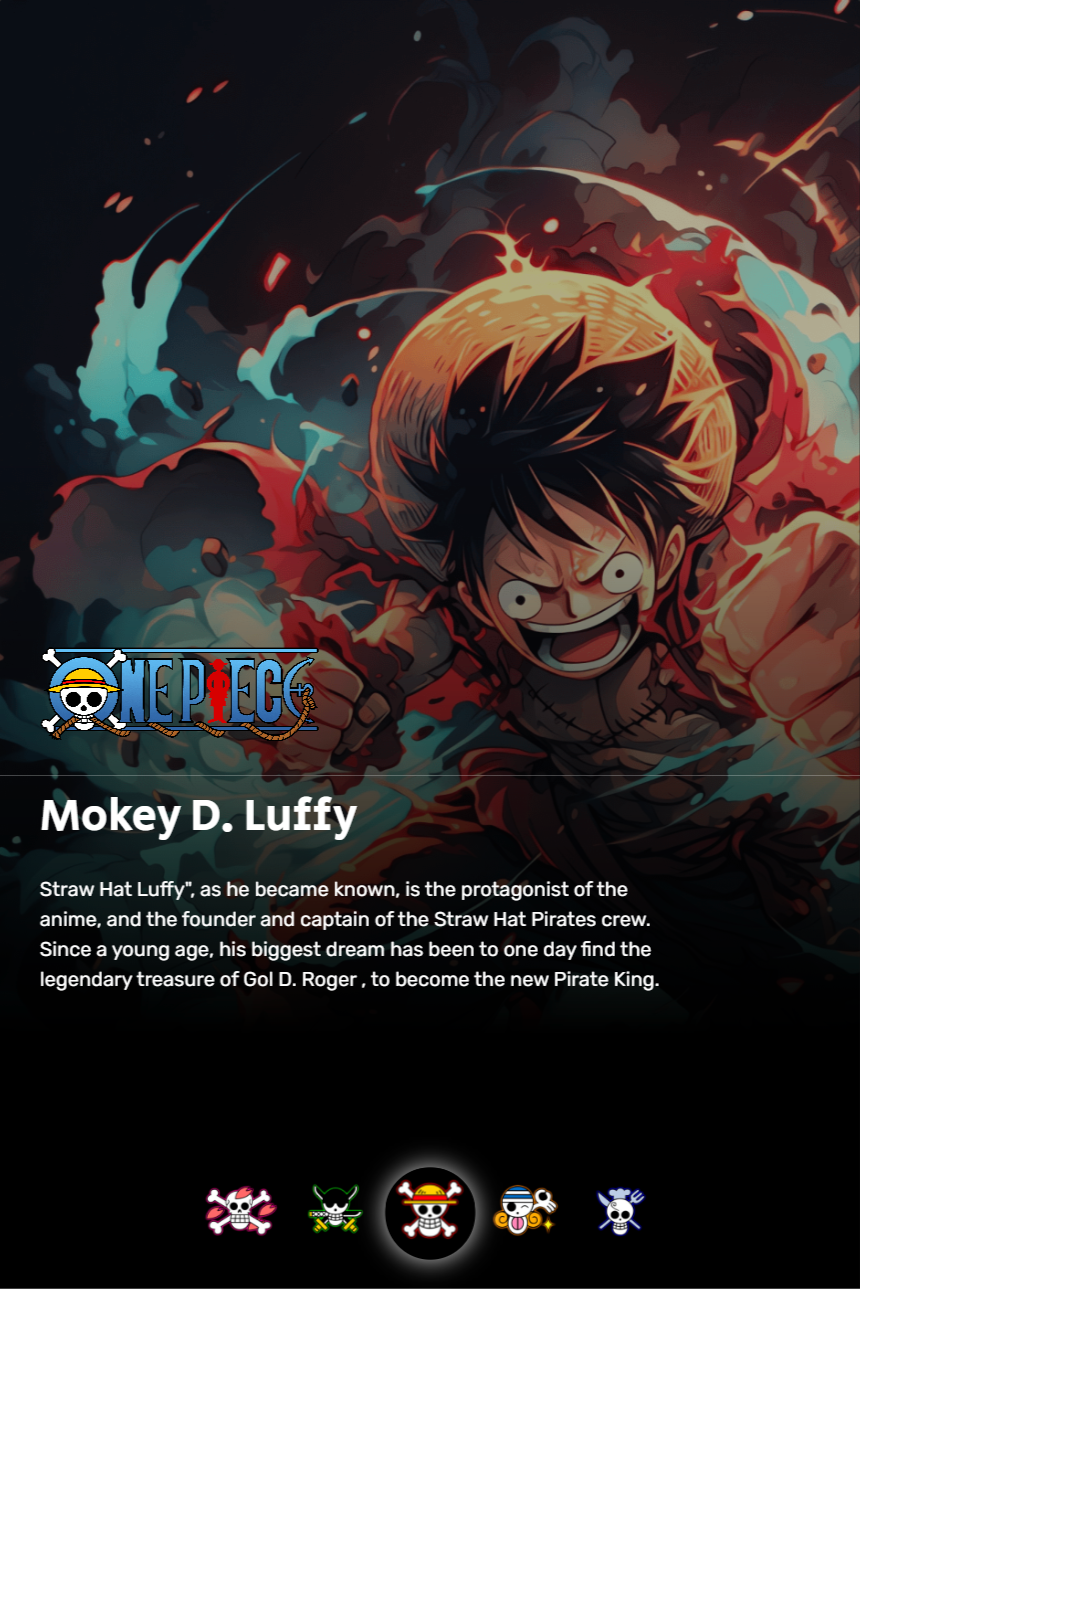 ONE PIECE
Mokey D. Luffy
Straw Hat Luffy", as he became known, is the protagonist of the
anime, and the founder and captain of the Straw Hat Pirates crew.
Since a young age, his biggest dream has been to one day find the
legendary treasure of Gol D. Roger , to become the new Pirate King.